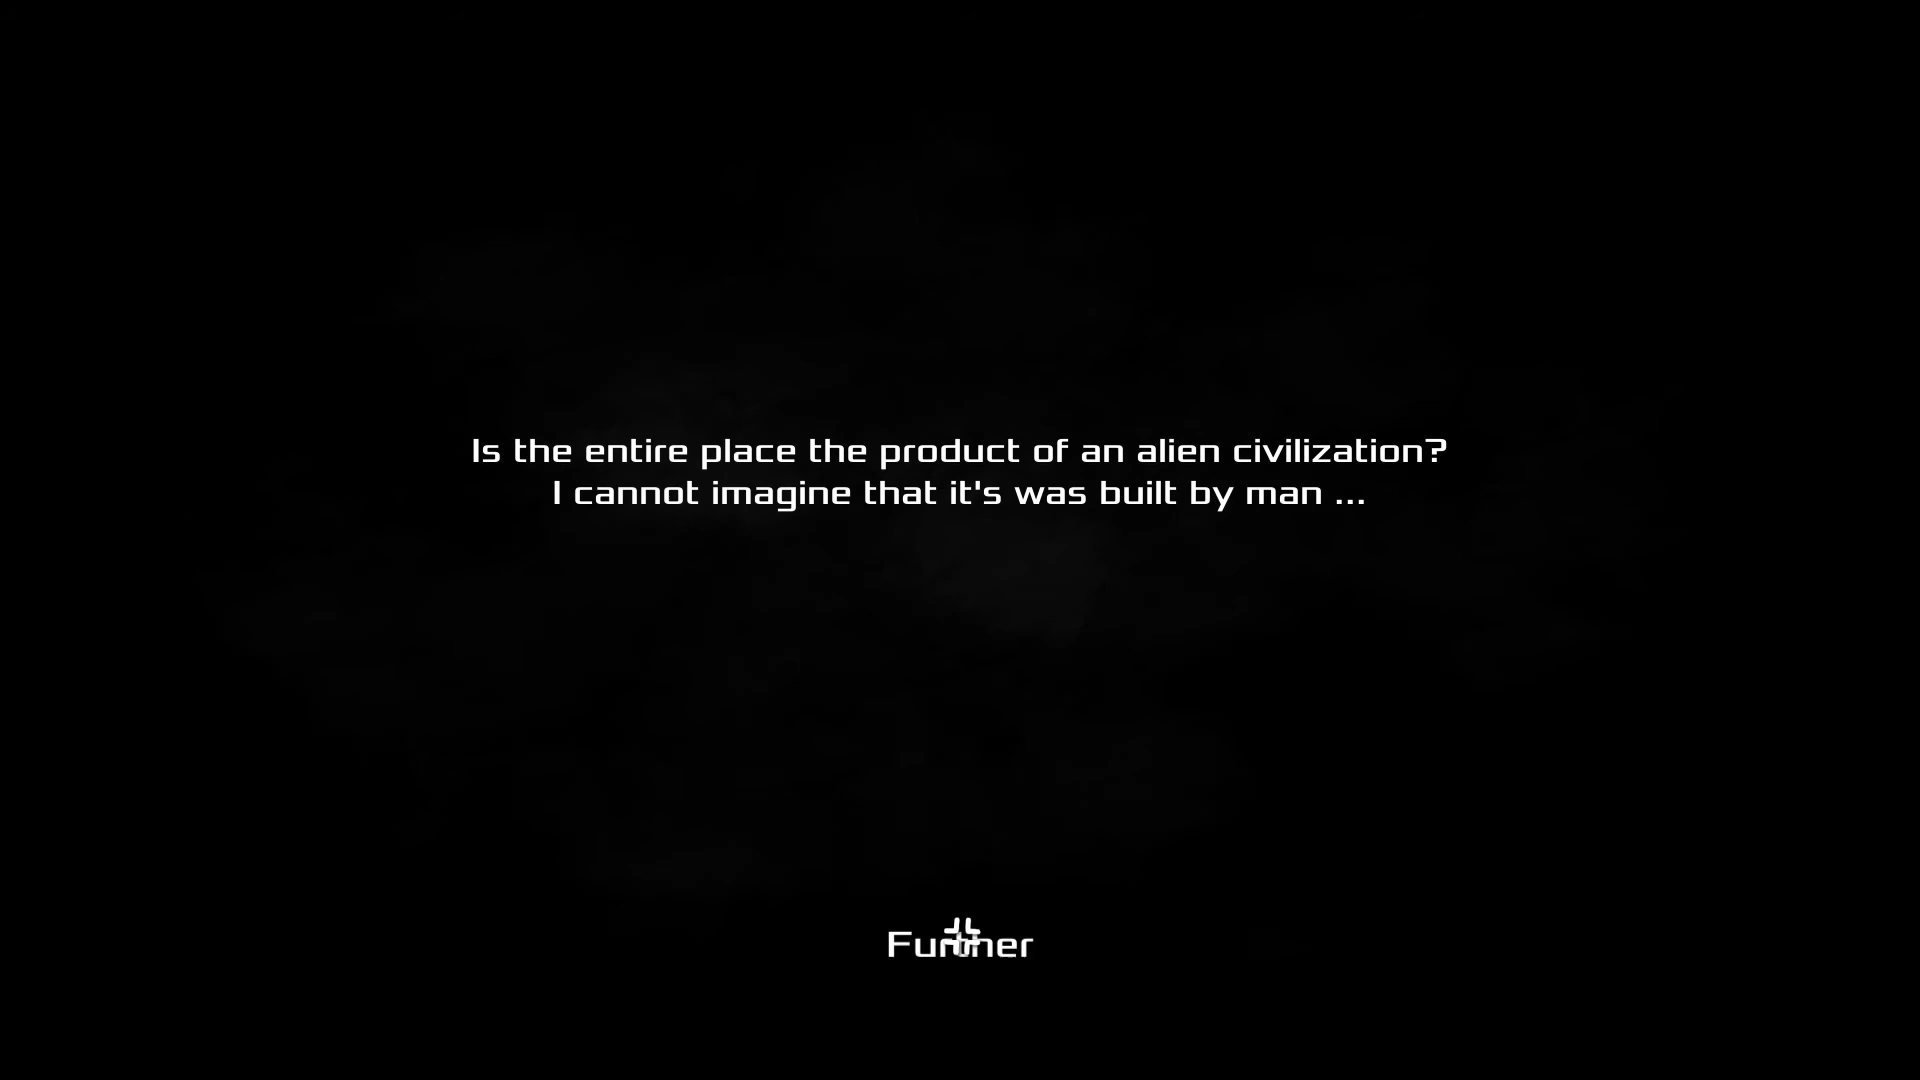 Is the entire place the product of an alien civilization?
I cannot imagine that it's was built by man ...
Further